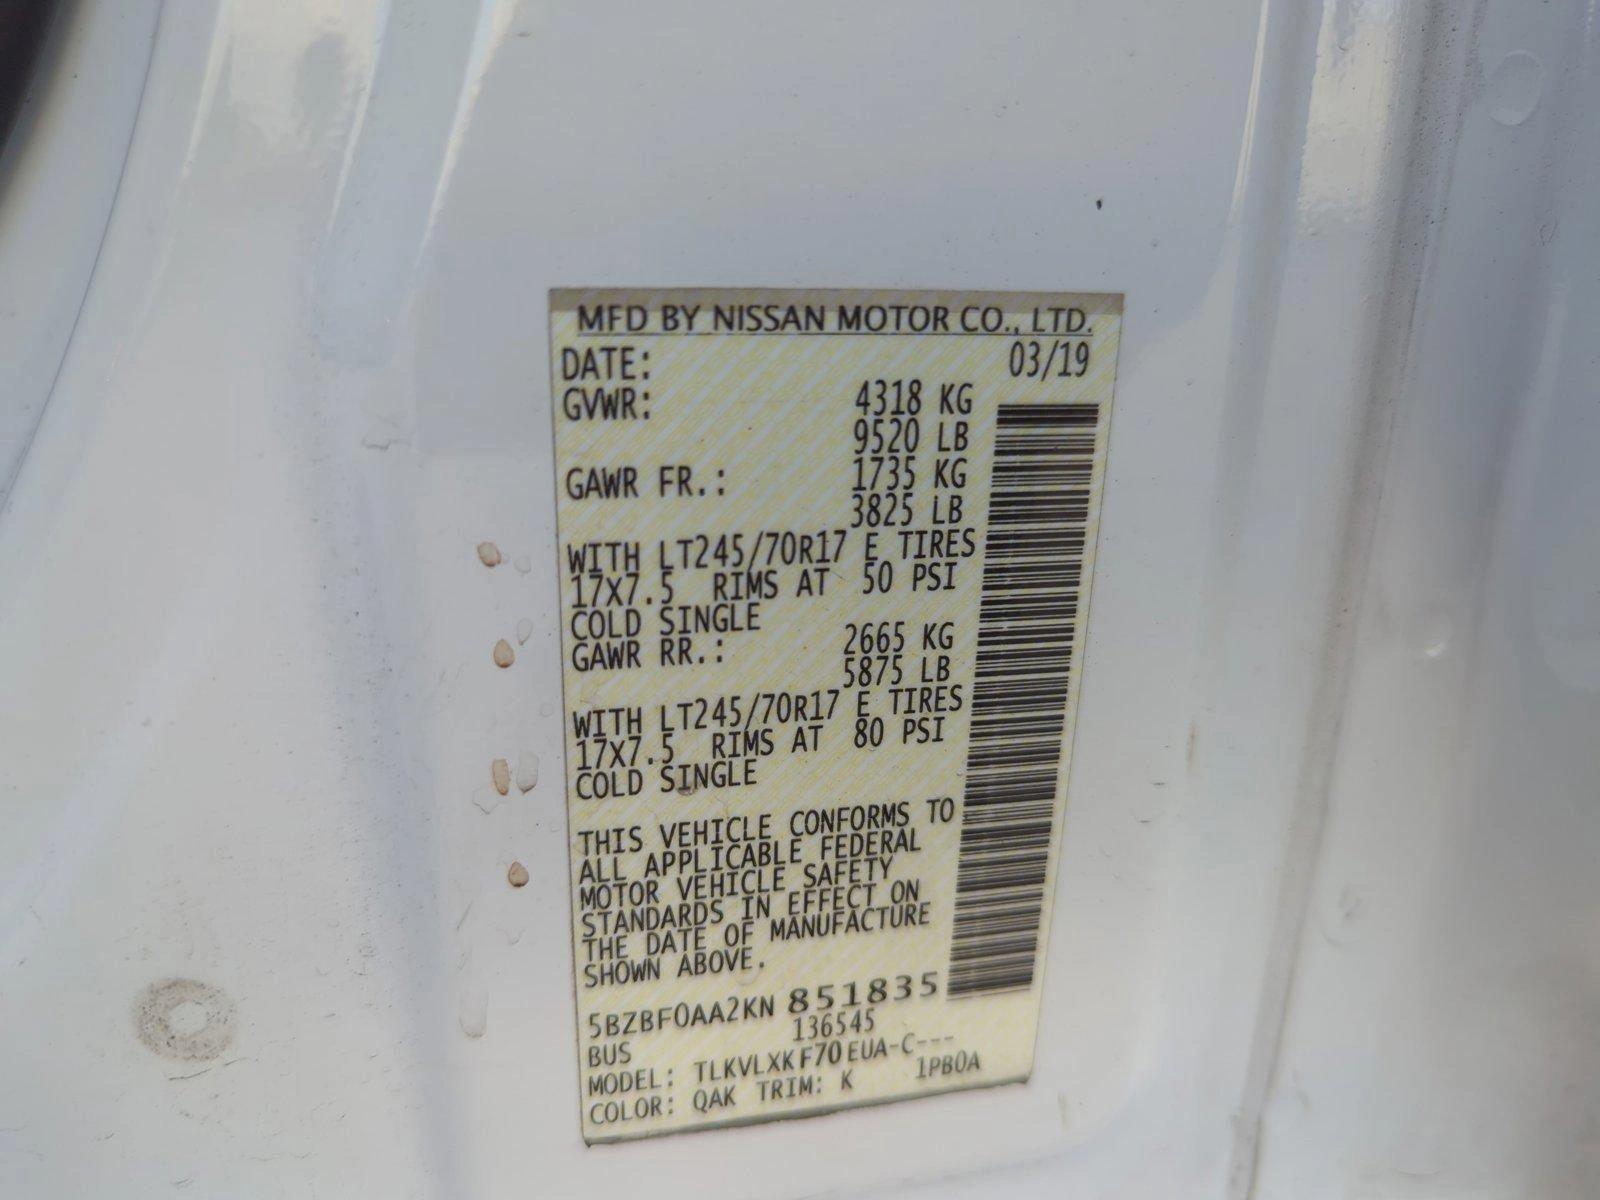 MFD BY NISSAN MOTOR CO., LTD.
DATE: 03/19
GVWR: 4318 KG
9520 LB
GAWR FR.: 1735 KG
3825 LB
WITH LT245/70R17 E TIRES
17X7.5 RIMS AT 50 PSI
COLD SINGLE
GAWR RR.: 2665 KG
5875 LB
WITH LT245/70R17 E TIRES
17X7.5 RIMS AT 80 PSI
COLD SINGLE
THIS VEHICLE CONFORMS TO
ALL APPLICABLE FEDERAL
MOTOR VEHICLE SAFETY
STANDARDS IN EFFECT ON
THE DATE OF MANUFACTURE
SHOWN ABOVE.
5BZBF0AA2KN 851835
BUS 136545
MODEL: TLKVLXKF70EUA-C---
COLOR: QAK TRIM: K 1PB0A